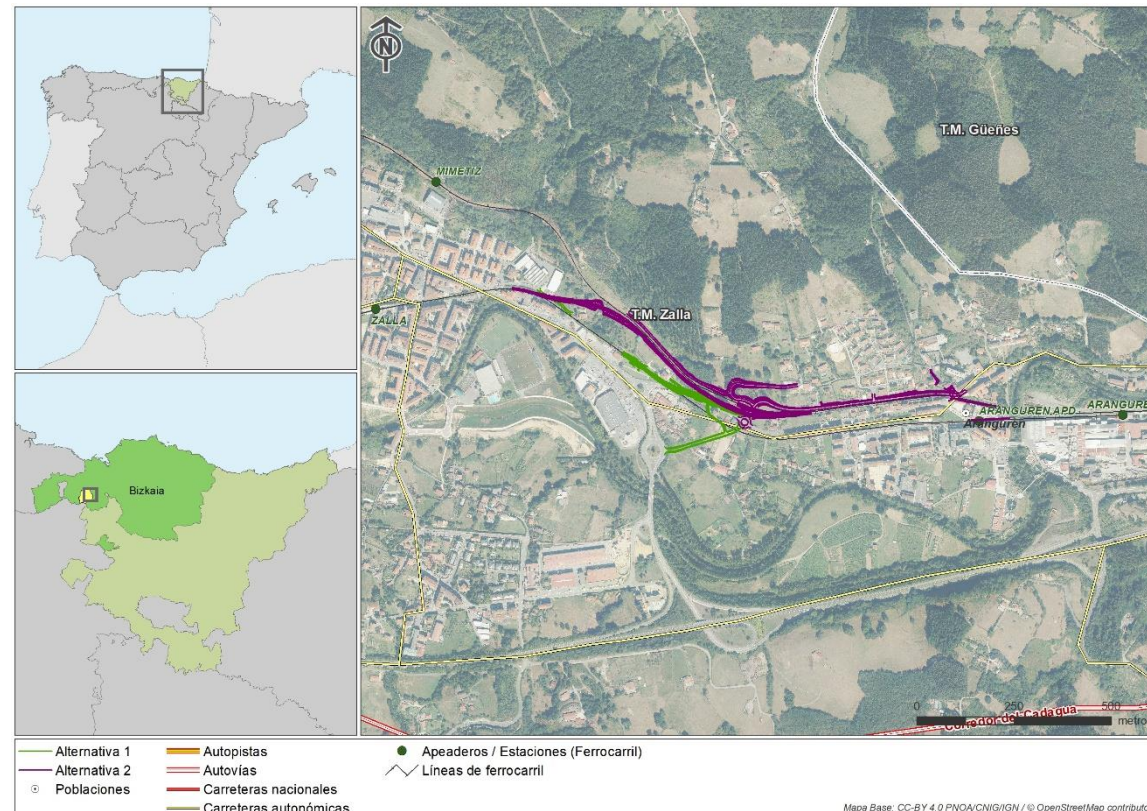 N
T.M. Güeñes
MIMETIZ
ZALLA
T.M. Zalla
ARANGUREN APD.
ARANGURE
Aranguren
Bizkaia
0 250 500
metro
Corredor del Cadagua
Alternativa 1
Alternativa 2
Poblaciones
Autopistas
Autovías
Carreteras nacionales
Carreteras autonómicas
Apeaderos / Estaciones (Ferrocarril)
Líneas de ferrocarril
Mapa Base: CC-BY 4.0 PNOA/CNIG/IGN / © OpenStreetMap contributo